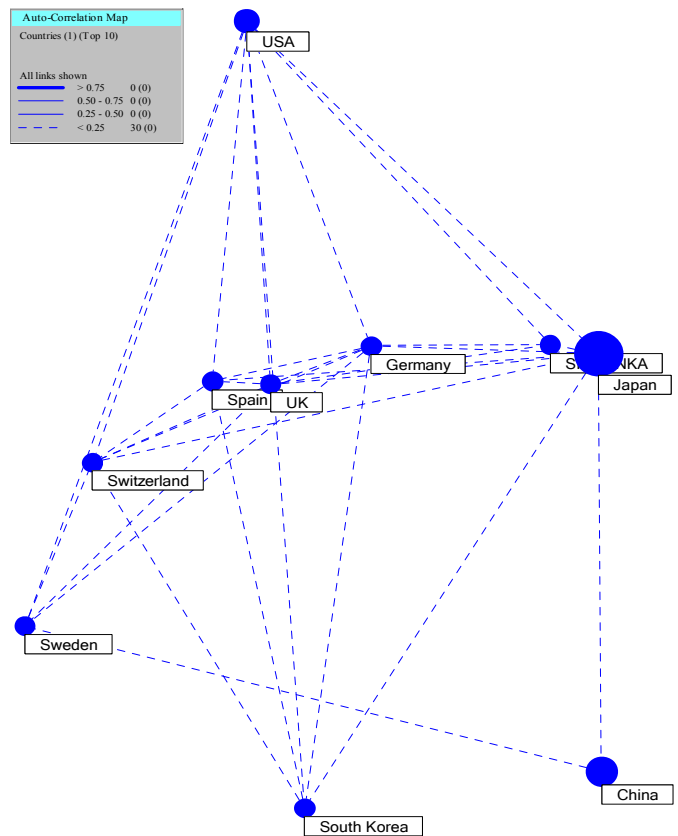 Auto-Correlation Map
Countries (1) (Top 10)
All links shown
> 0.75 0 (0)
0.50 - 0.75 0 (0)
0.25 - 0.50 0 (0)
< 0.25 30 (0)
USA
Germany
Japan
Spain
UK
Switzerland
Sweden
China
South Korea